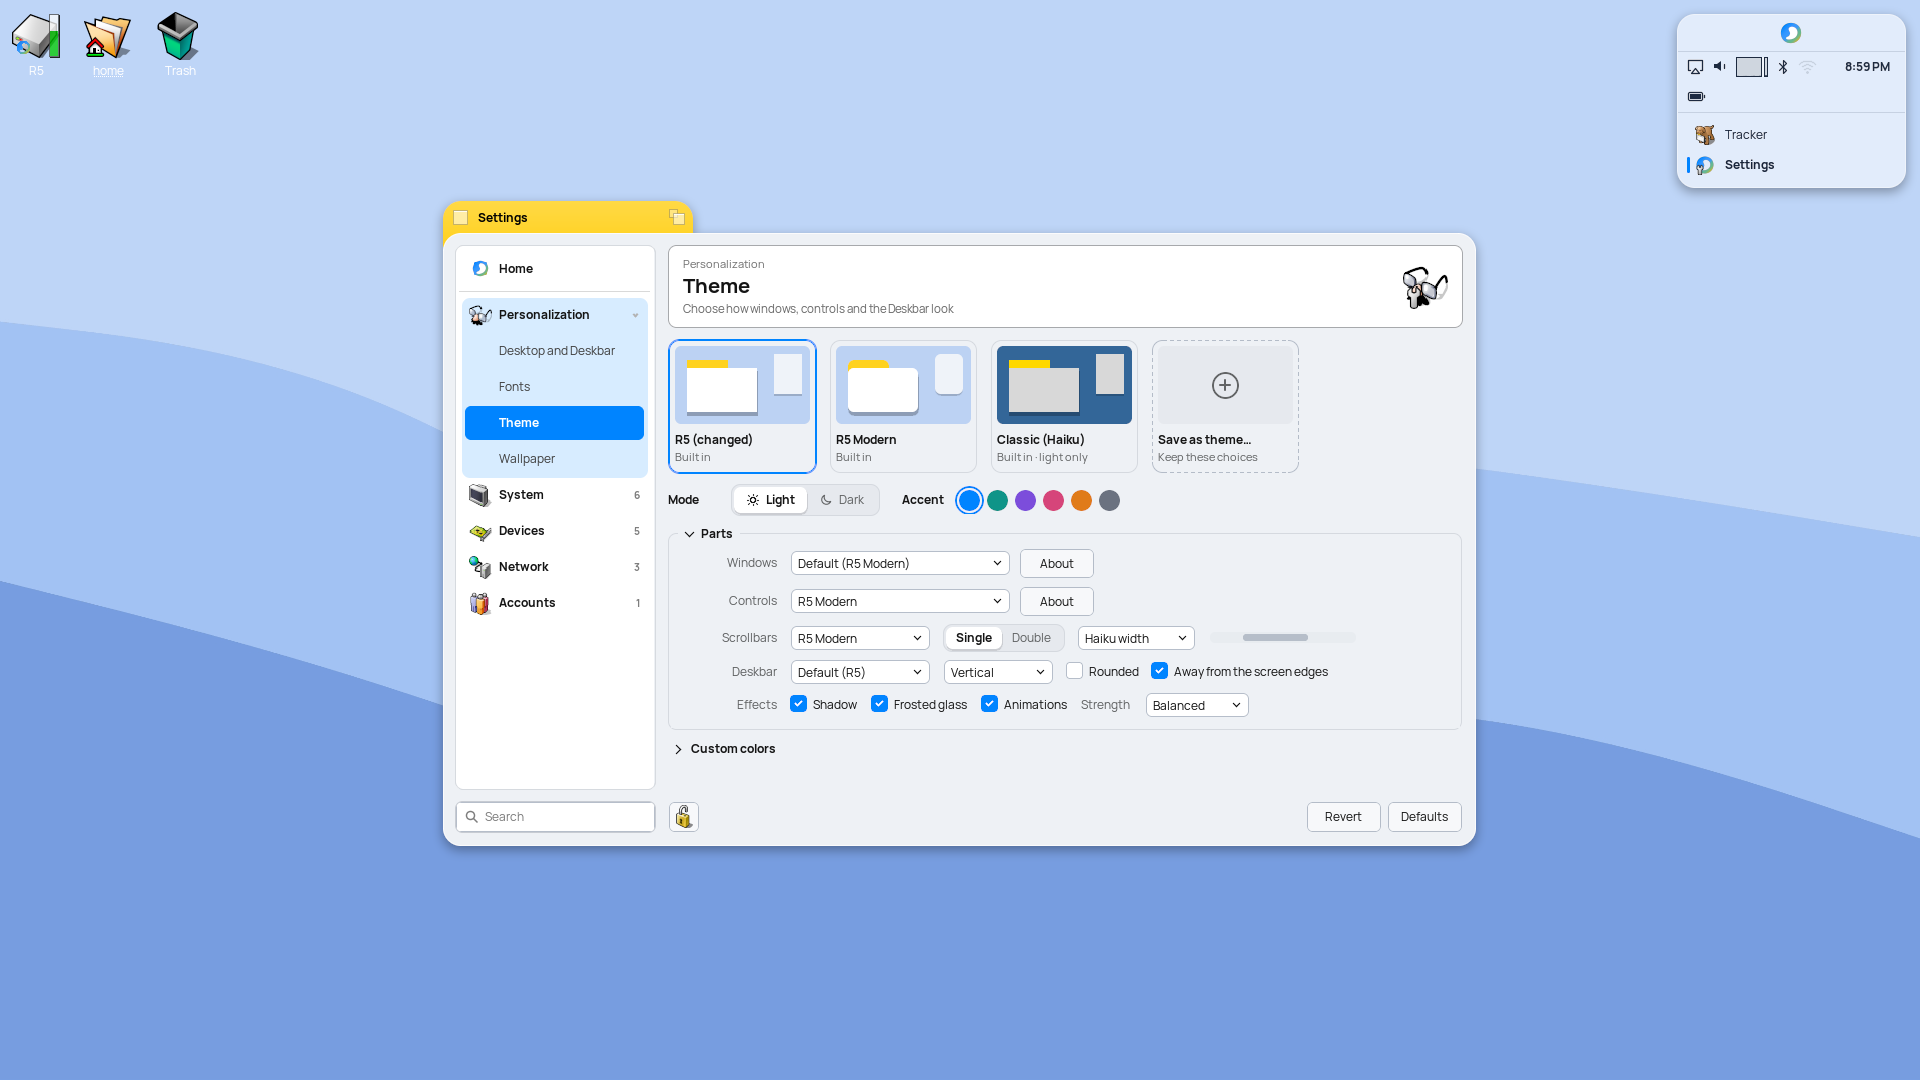 R5
home
Trash
8:59 PM
Tracker
Settings
Settings
Home
Personalization
Desktop and Deskbar
Fonts
Theme
Wallpaper
System 6
Devices 5
Network 3
Accounts 1
Search
Personalization
Theme
Choose how windows, controls and the Deskbar look
R5 (changed)
Built in
R5 Modern
Built in
Classic (Haiku)
Built in · light only
Save as theme...
Keep these choices
Mode Light Dark Accent
Parts
Windows Default (R5 Modern) About
Controls R5 Modern About
Scrollbars R5 Modern Single Double Haiku width
Deskbar Default (R5) Vertical Rounded Away from the screen edges
Effects Shadow Frosted glass Animations Strength Balanced
Custom colors
Revert Defaults